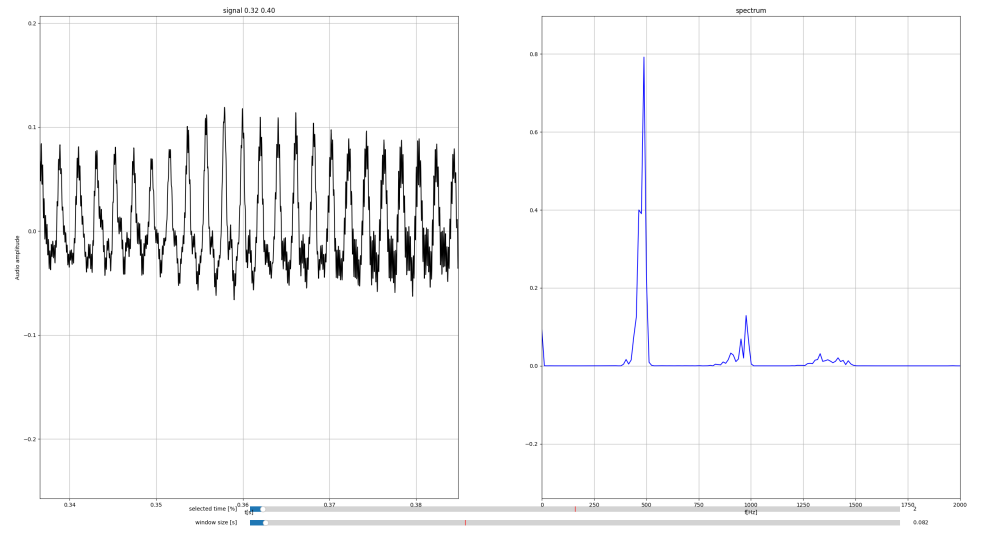 signal 0.32 0.40
spectrum
0.2
0.1
0.0
−0.1
−0.2
Audio amplitude
0.8
0.6
0.4
0.2
0.0
−0.2
0.34 0.35 0.36 0.37 0.38
t[s]
0 250 500 750 1000 1250 1500 1750 2000
f[Hz]
selected time [%] 2
window size [s] 0.082